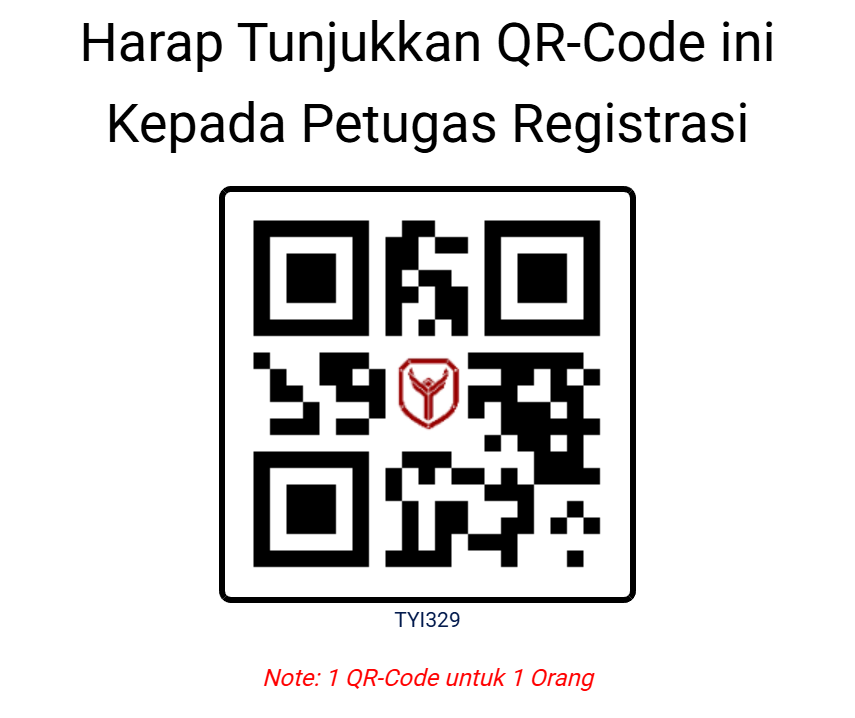 Harap Tunjukkan QR-Code ini
Kepada Petugas Registrasi
TYI329
Note: 1 QR-Code untuk 1 Orang